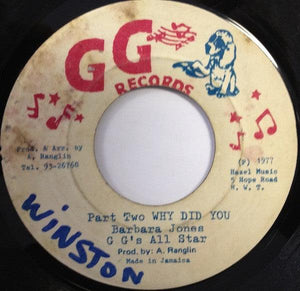 GG
RECORDS
Prod. & Arr. by
A. Ranglin
Tel. 93-26760
(P) 1977
Hazel Music
5 Hope Road
R. W. T.
Part Two WHY DID YOU
Barbara Jones
G G's All Star
Prod. by: A. Ranglin
Made in Jamaica
WINSTON